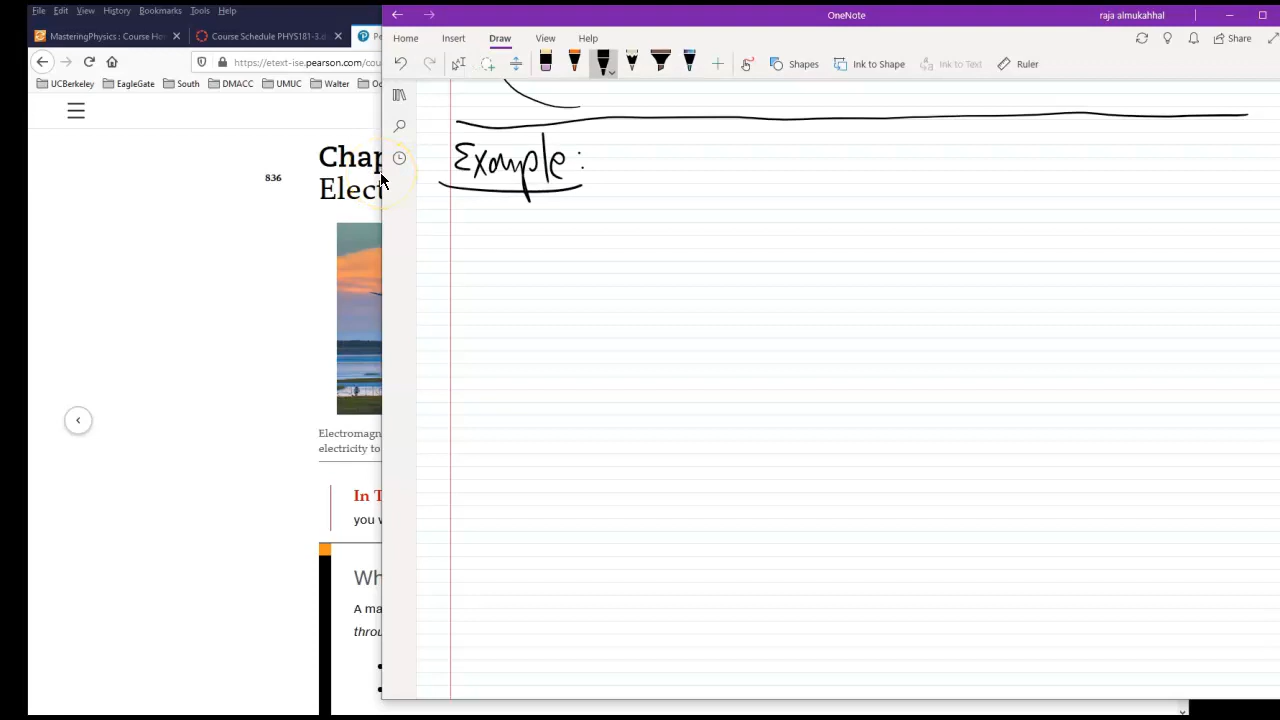 File Edit View History Bookmarks Tools Help
MasteringPhysics : Course Ho
Course Schedule PHYS181-3.d
Pe
https://etext-ise.pearson.com/cou
UCBerkeley EagleGate South DMACC UMUC Walter Oc
OneNote
raja almukahhal
Home Insert Draw View Help
Share
Shapes Ink to Shape Ink to Text Ruler
Example :
836
Chap
Elect
Electromagn
electricity to
In T
you w
Wh
A ma
throu